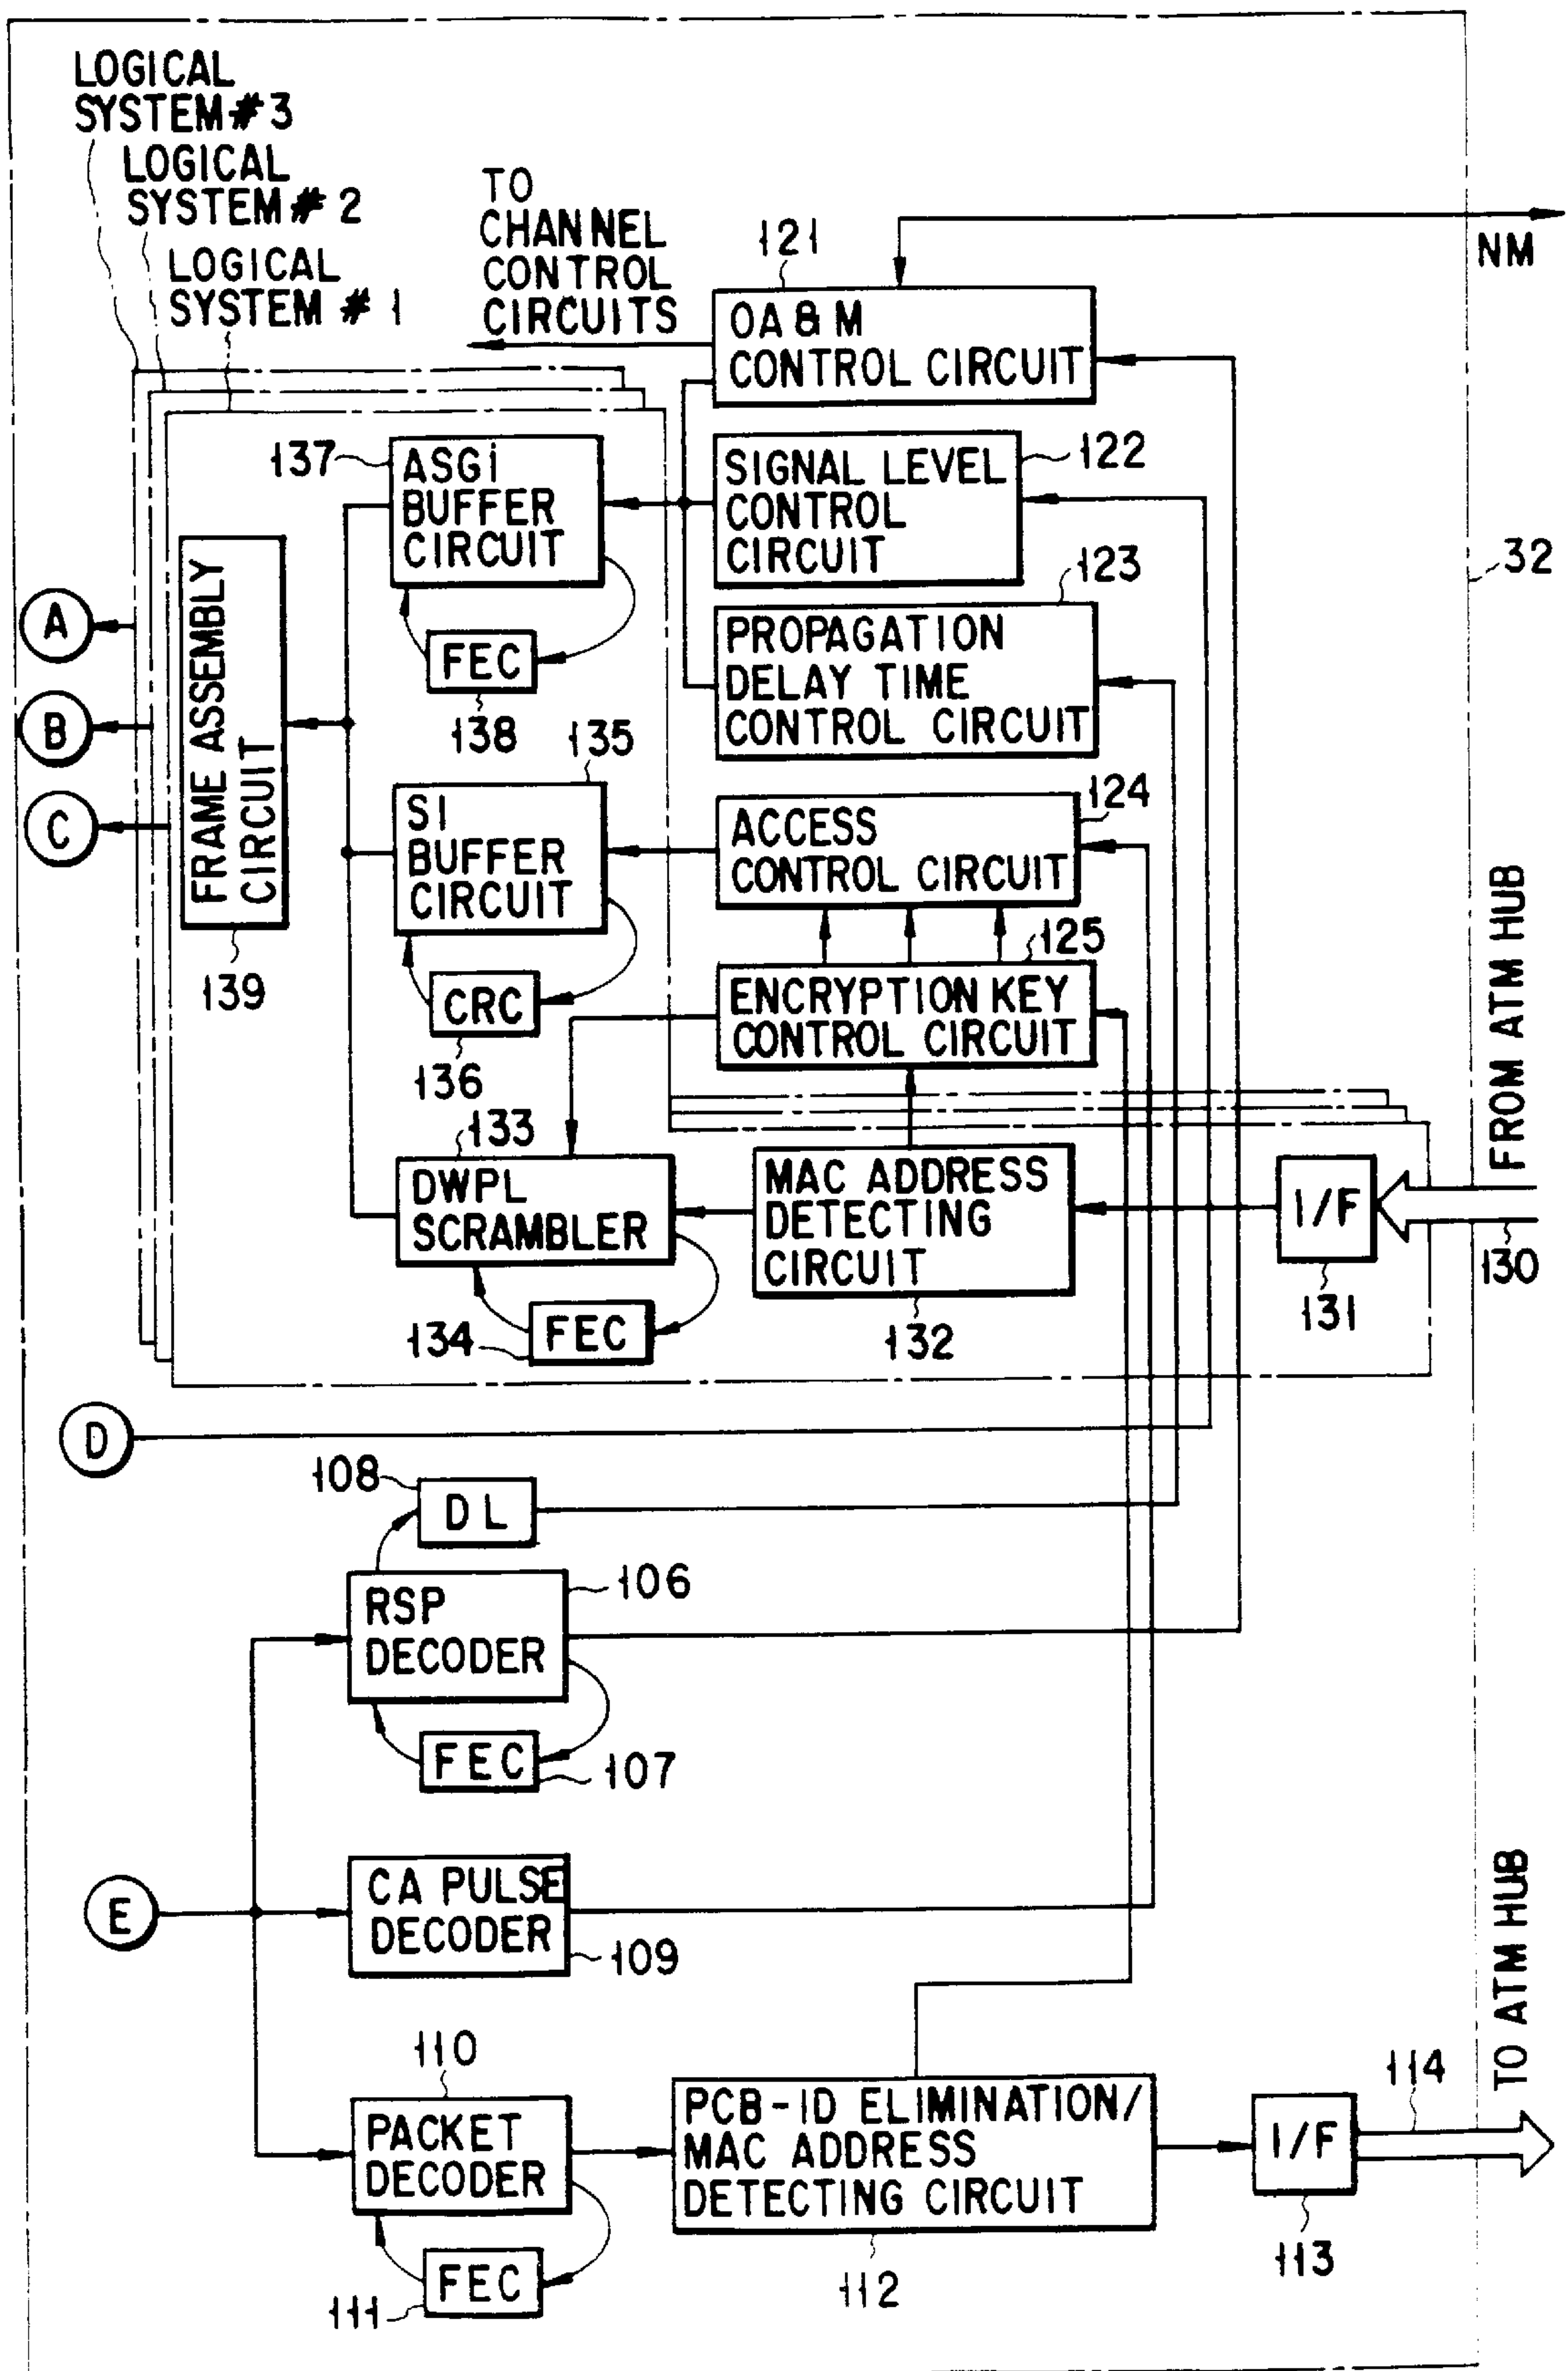 LOGICAL
SYSTEM #3
LOGICAL
SYSTEM # 2
LOGICAL
SYSTEM # 1
TO
CHANNEL
CONTROL
CIRCUITS
121
NM
OA & M
CONTROL CIRCUIT
137
ASGi
BUFFER
CIRCUIT
SIGNAL LEVEL
CONTROL
CIRCUIT
122
32
123
PROPAGATION
DELAY TIME
CONTROL CIRCUIT
FEC
138
A
B
C
FRAME ASSEMBLY
CIRCUIT
139
135
SI
BUFFER
CIRCUIT
124
ACCESS
CONTROL CIRCUIT
CRC
136
125
ENCRYPTION KEY
CONTROL CIRCUIT
FROM ATM HUB
133
DWPL
SCRAMBLER
MAC ADDRESS
DETECTING
CIRCUIT
132
I/F
131
130
FEC
134
D
108
DL
RSP
DECODER
106
FEC
107
E
CA PULSE
DECODER
109
110
PACKET
DECODER
FEC
111
PCB-ID ELIMINATION/
MAC ADDRESS
DETECTING CIRCUIT
112
I/F
113
114
TO ATM HUB